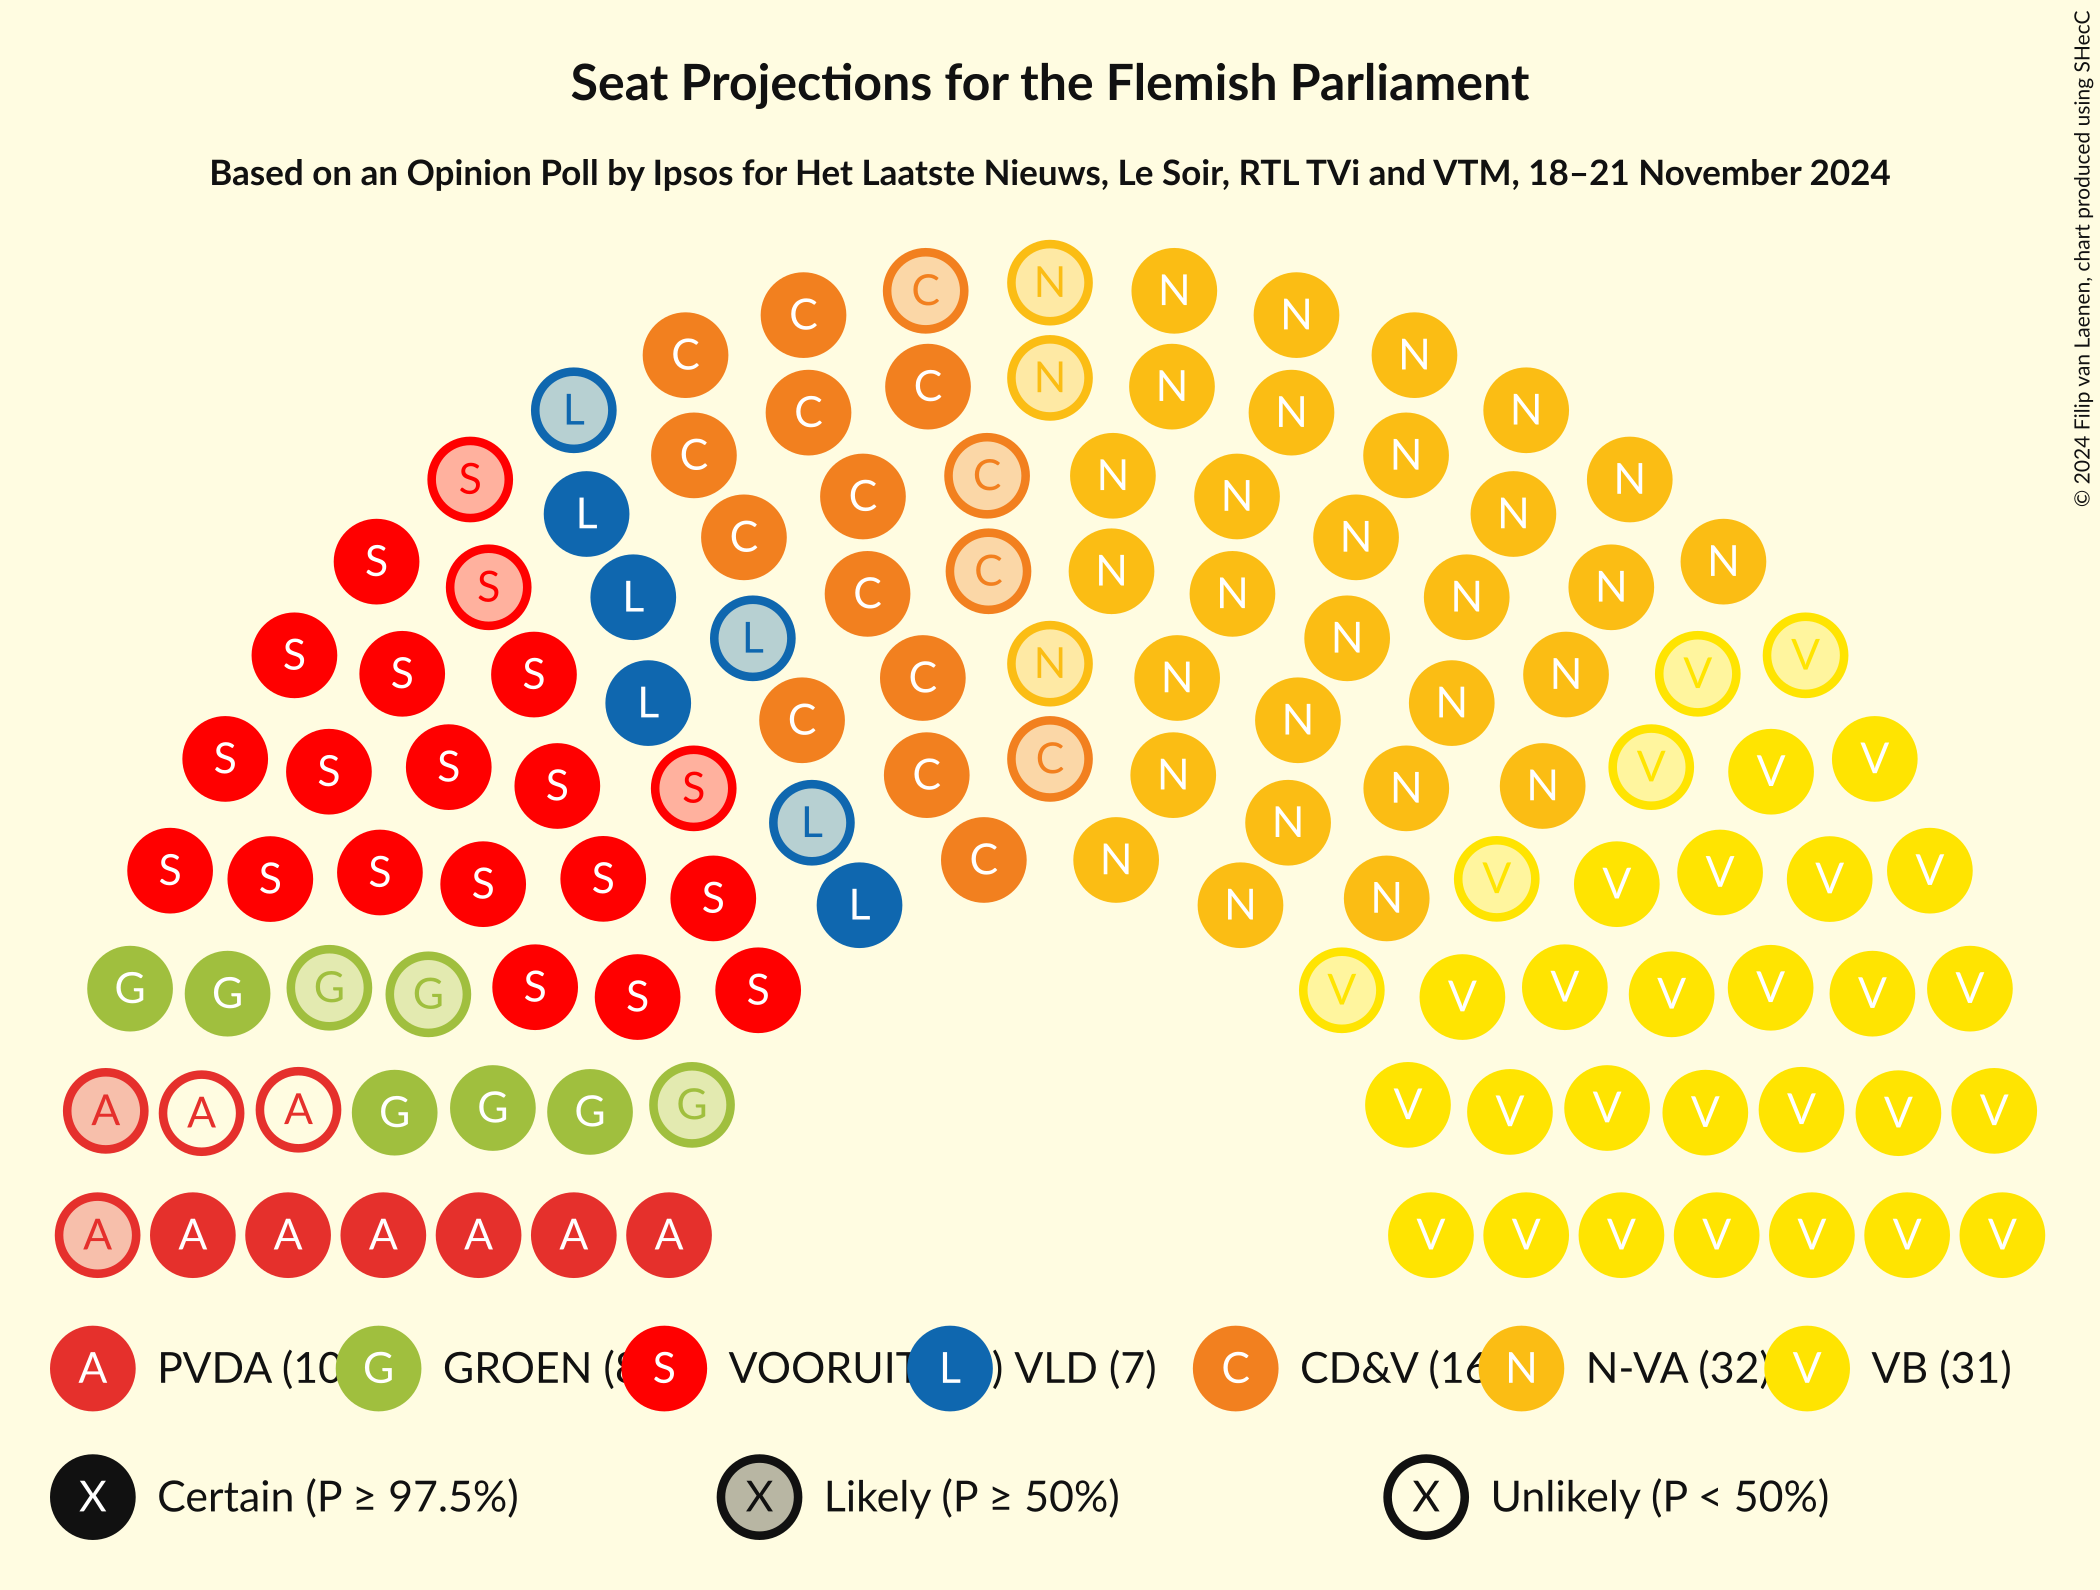 Seat Projections for the Flemish Parliament
Based on an Opinion Poll by Ipsos for Het Laatste Nieuws, Le Soir, RTL TVi and VTM, 18–21 November 2024
© 2024 Filip van Laenen, chart produced using SHecC
C N N
C N
C N
L N
C N
C N
S N
C N
L N
C N
S N
C N
L N
C N
S N
C N
L N
C N
S V
S N
C N
L N
C N
S V
S V
S V
S V
S N
S N
C N
C N
L N
S V
S V
S V
S V
S V
S N
L N
G V
G V
G V
G V
S V
S V
S V
A A A G G G G V V V V V V V
A A A A A A A V V V V V V V
A PVDA (10 G GROEN (8 S VOORUIT L ) VLD (7) C CD&V (16 N N-VA (32) V VB (31)
X Certain (P ≥ 97.5%) X Likely (P ≥ 50%) X Unlikely (P < 50%)